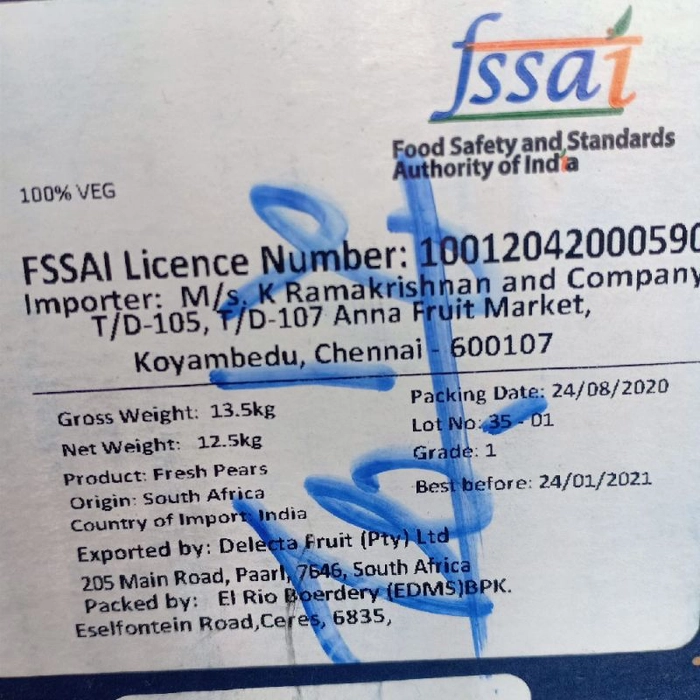 fssai
Food Safety and Standards
Authority of India
100% VEG
FSSAI Licence Number: 10012042000590
Importer: M/s. K Ramakrishnan and Company
T/D-105, T/D-107 Anna Fruit Market,
Koyambedu, Chennai - 600107
Gross Weight: 13.5kg
Net Weight: 12.5kg
Product: Fresh Pears
Origin: South Africa
Country of Import: India
Packing Date: 24/08/2020
Lot No: 35 - 01
Grade: 1
Best before: 24/01/2021
Exported by: Delecta Fruit (Pty) Ltd
205 Main Road, Paarl, 7646, South Africa
Packed by: El Rio Boerdery (EDMS)BPK.
Eselfontein Road,Ceres, 6835,